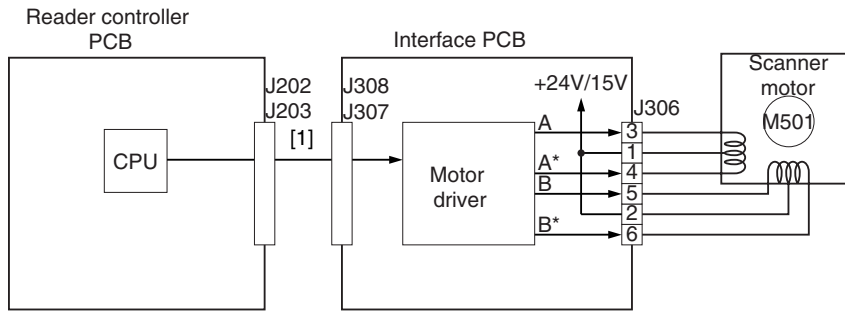 Reader controller
PCB
Interface PCB
Scanner
motor
M501
+24V/15V
J202
J203
J308
J307
J306
[1]
CPU
Motor
driver
A
A*
B
B*
3
1
4
5
2
6